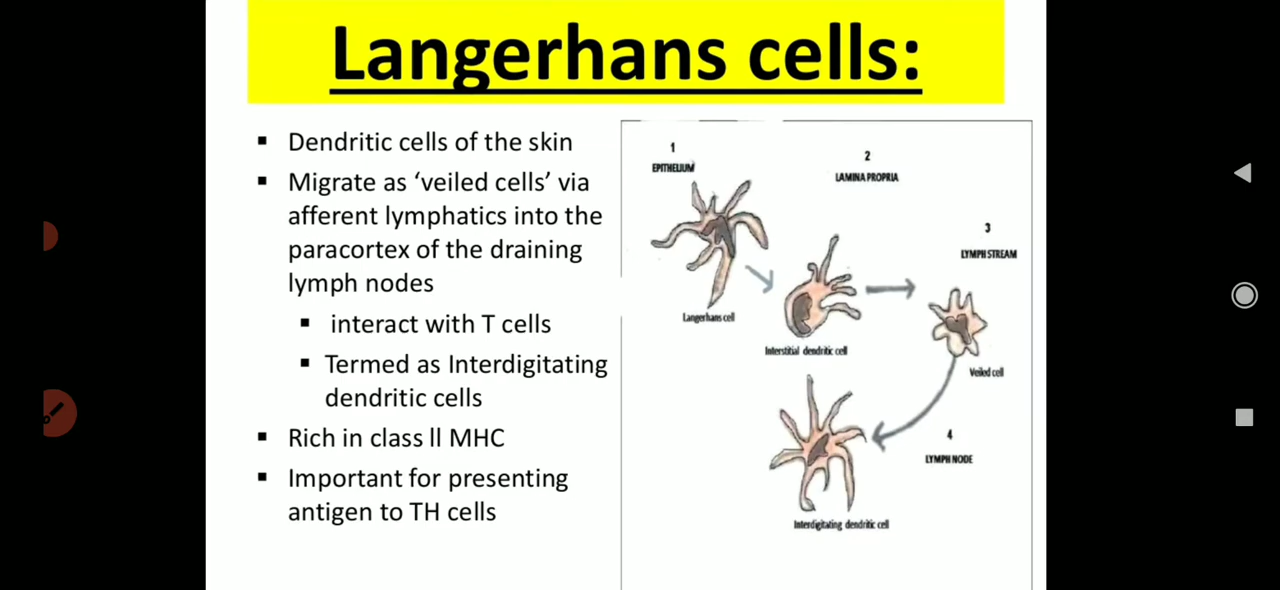 Langerhans cells:
▪ Dendritic cells of the skin
▪ Migrate as ‘veiled cells’ via
afferent lymphatics into the
paracortex of the draining
lymph nodes
▪ interact with T cells
▪ Termed as Interdigitating
dendritic cells
▪ Rich in class ll MHC
▪ Important for presenting
antigen to TH cells
1
EPITHELIUM
2
LAMINA PROPRIA
3
LYMPH STREAM
Langerhans cell
Interstitial dendritic cell
Veiled cell
4
LYMPH NODE
Interdigitating dendritic cell